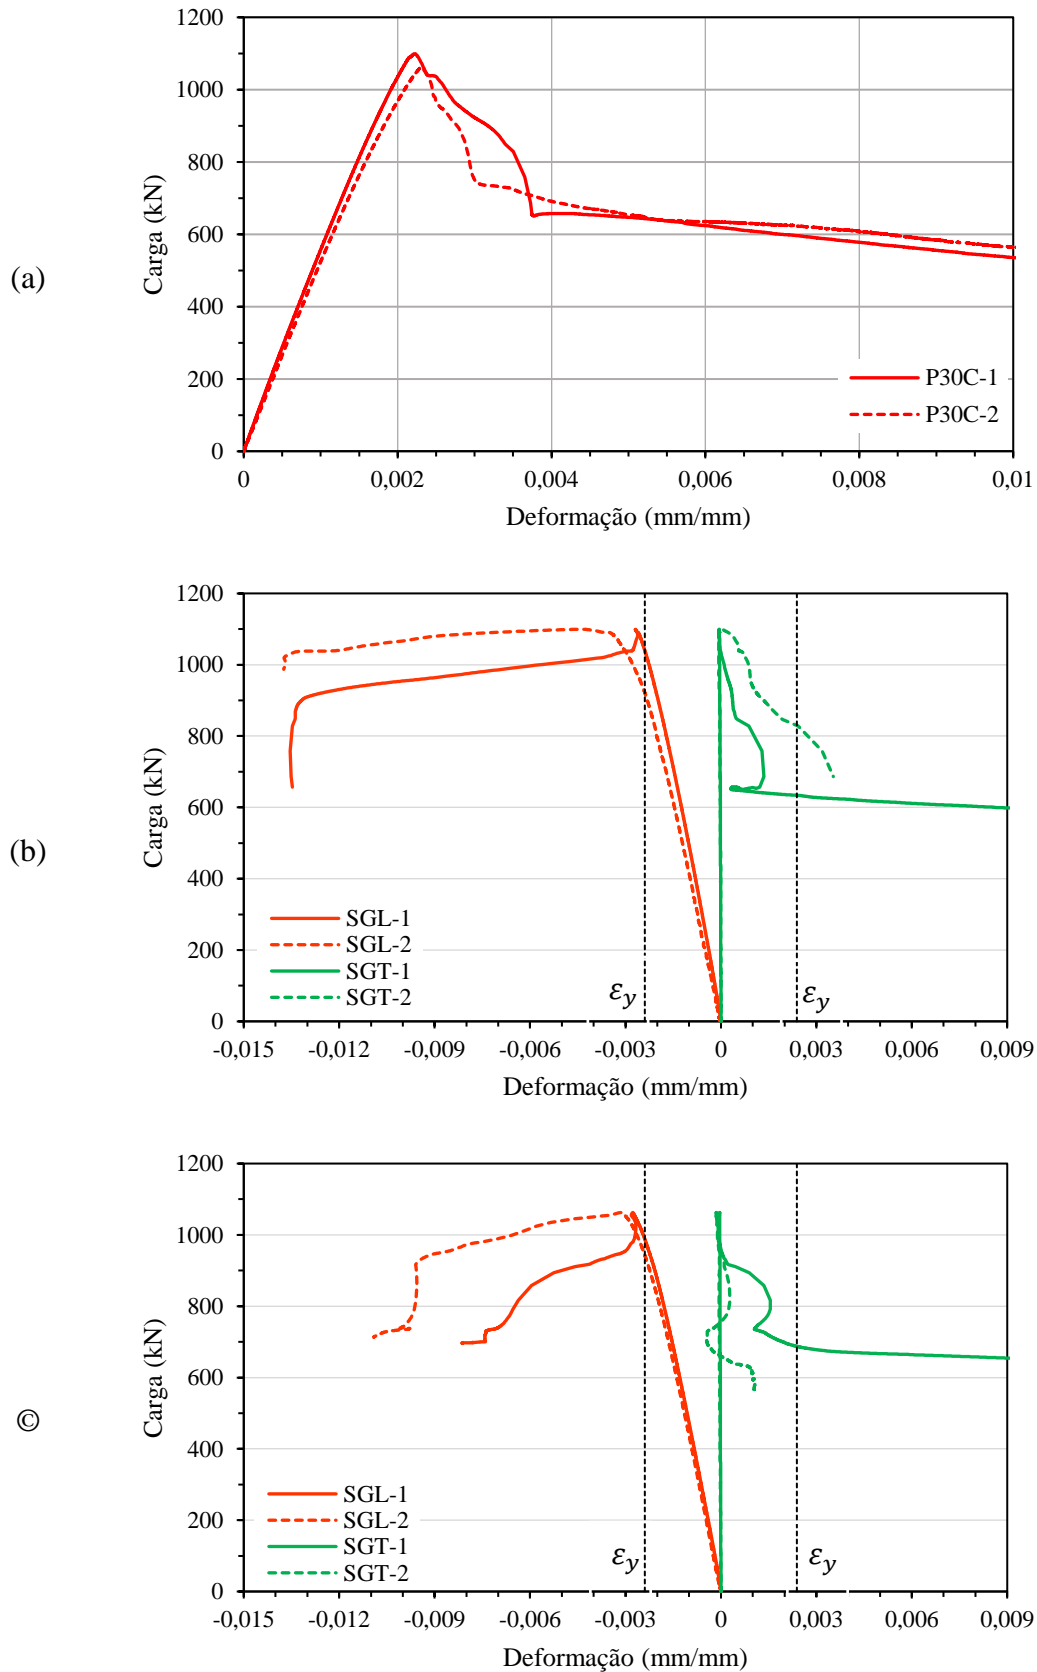 1200
1000
800
600
400
200
0
Carga (kN)
(a)
P30C-1
P30C-2
0 0,002 0,004 0,006 0,008 0,01
Deformação (mm/mm)
1200
1000
800
600
400
200
0
Carga (kN)
(b)
SGL-1
SGL-2
SGT-1
SGT-2
εy εy
-0,015 -0,012 -0,009 -0,006 -0,003 0 0,003 0,006 0,009
Deformação (mm/mm)
1200
1000
800
600
400
200
0
Carga (kN)
©
SGL-1
SGL-2
SGT-1
SGT-2
εy εy
-0,015 -0,012 -0,009 -0,006 -0,003 0 0,003 0,006 0,009
Deformação (mm/mm)